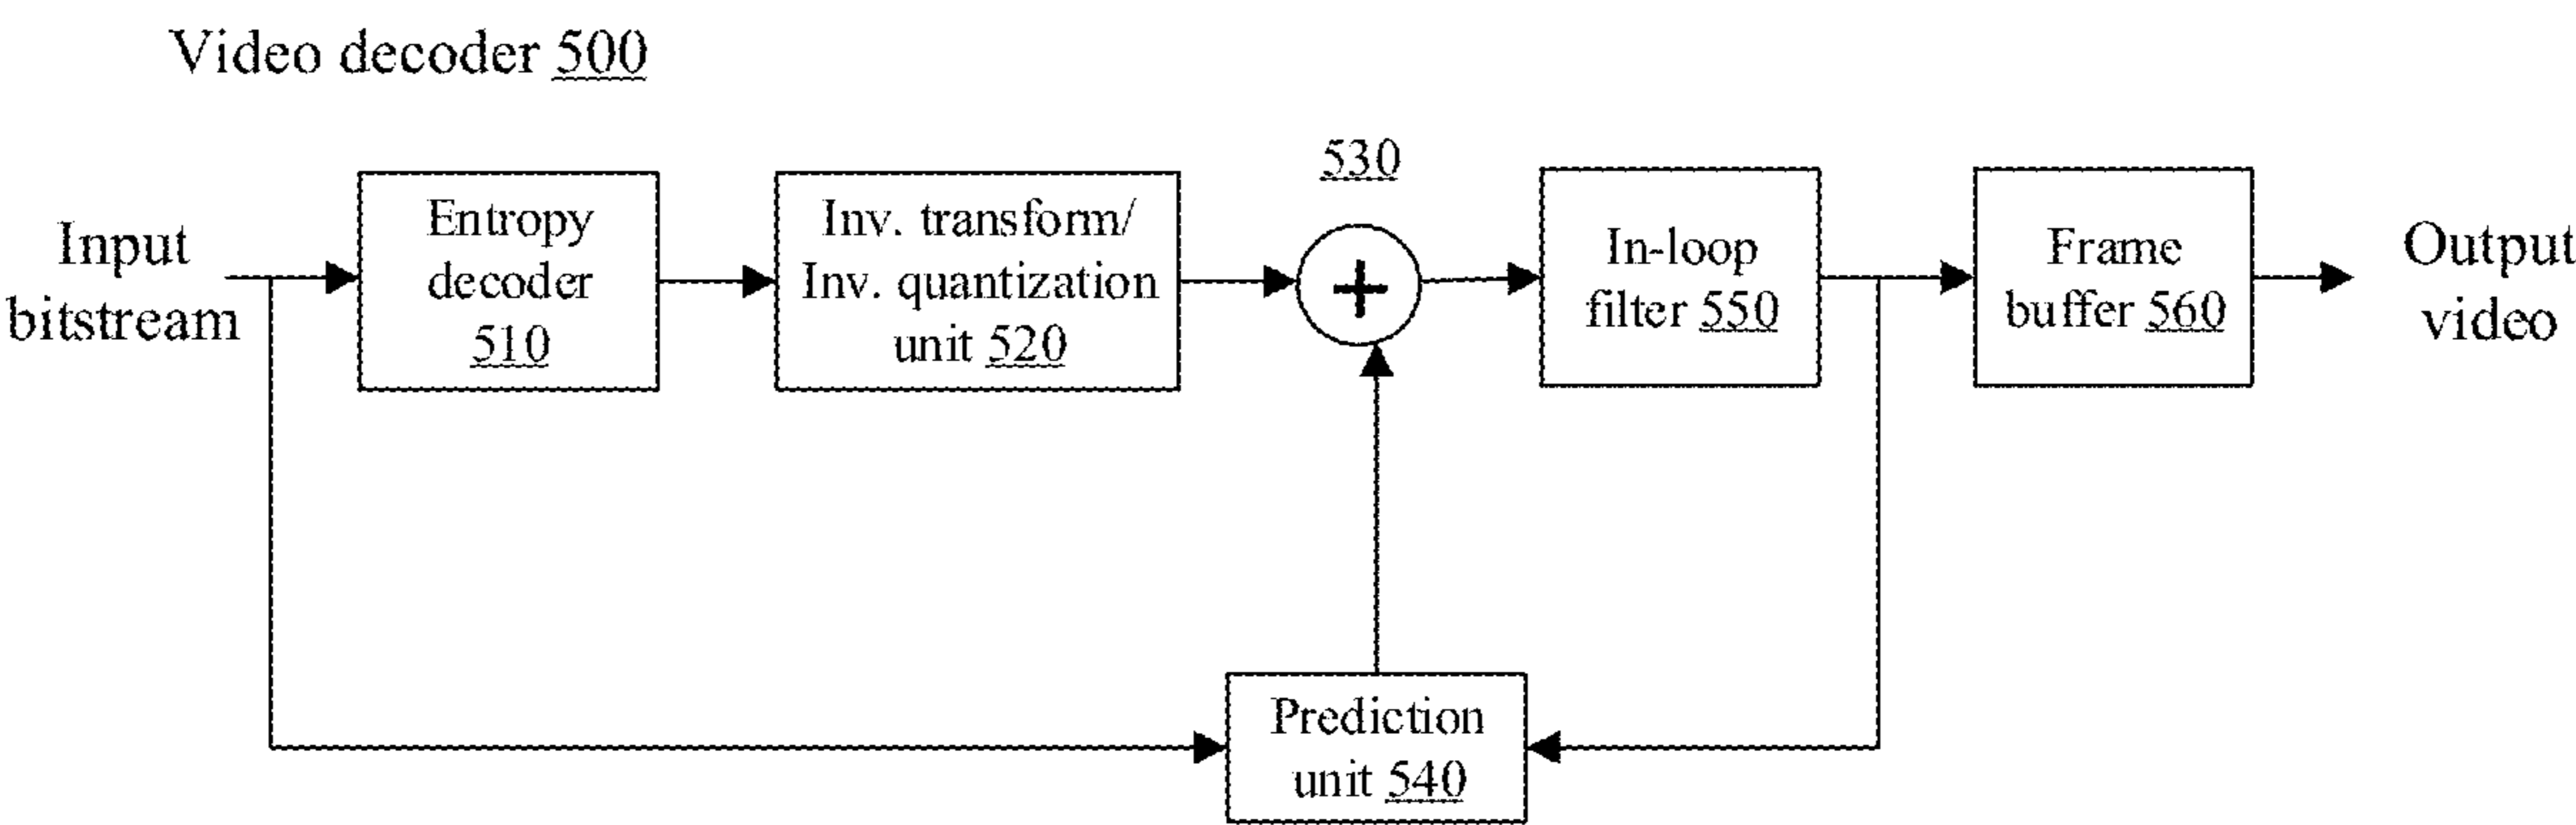 Video decoder 500
530
Input
bitstream
Entropy
decoder
510
Inv. transform/
Inv. quantization
unit 520
+
In-loop
filter 550
Frame
buffer 560
Output
video
Prediction
unit 540